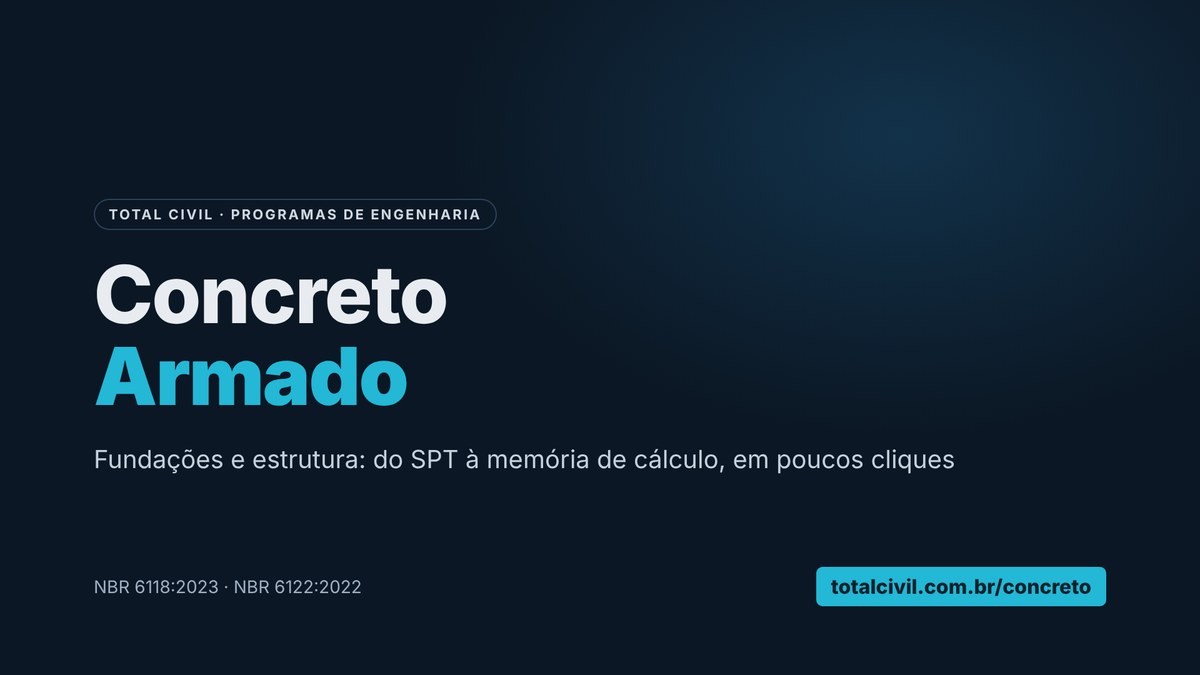 TOTAL CIVIL · PROGRAMAS DE ENGENHARIA
Concreto
Armado
Fundações e estrutura: do SPT à memória de cálculo, em poucos cliques
NBR 6118:2023 · NBR 6122:2022
totalcivil.com.br/concreto